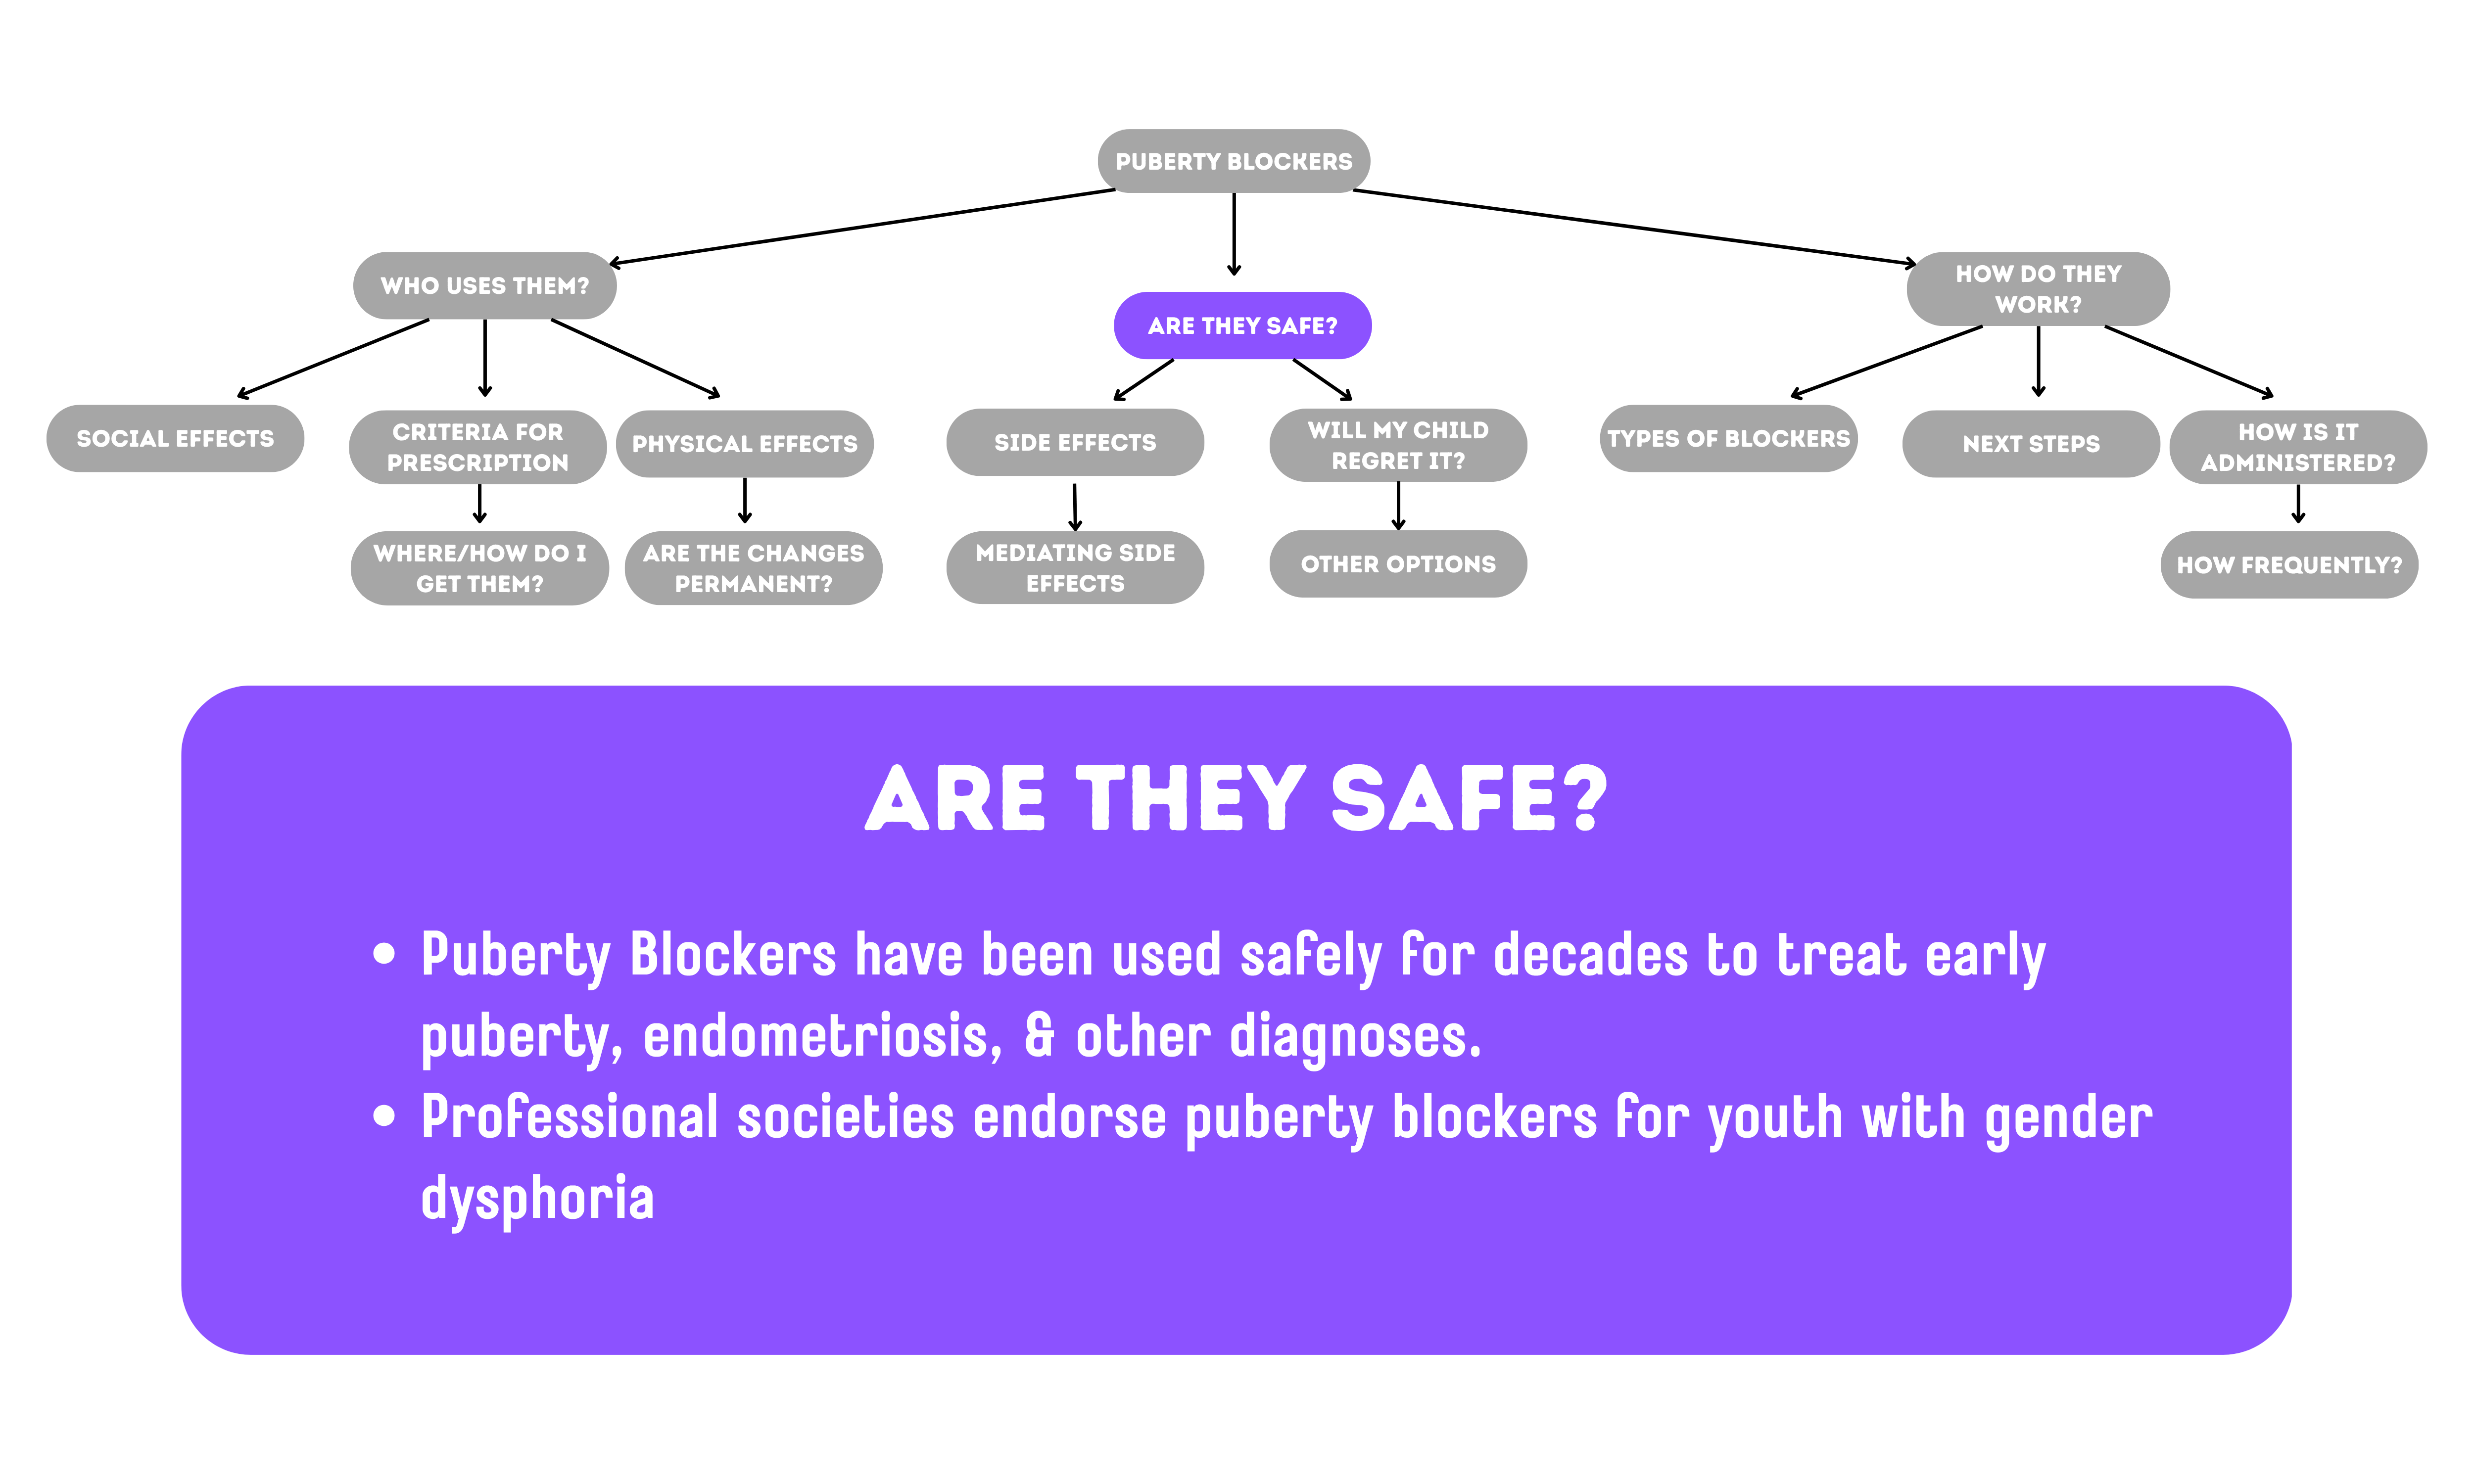 PUBERTY BLOCKERS
WHO USES THEM?
ARE THEY SAFE?
HOW DO THEY
WORK?
SOCIAL EFFECTS
CRITERIA FOR
PRESCRIPTION
PHYSICAL EFFECTS
SIDE EFFECTS
WILL MY CHILD
REGRET IT?
TYPES OF BLOCKERS
NEXT STEPS
HOW IS IT
ADMINISTERED?
WHERE/HOW DO I
GET THEM?
ARE THE CHANGES
PERMANENT?
MEDIATING SIDE
EFFECTS
OTHER OPTIONS
HOW FREQUENTLY?
ARE THEY SAFE?
• Puberty Blockers have been used safely for decades to treat early
puberty, endometriosis, & other diagnoses.
• Professional societies endorse puberty blockers for youth with gender
dysphoria